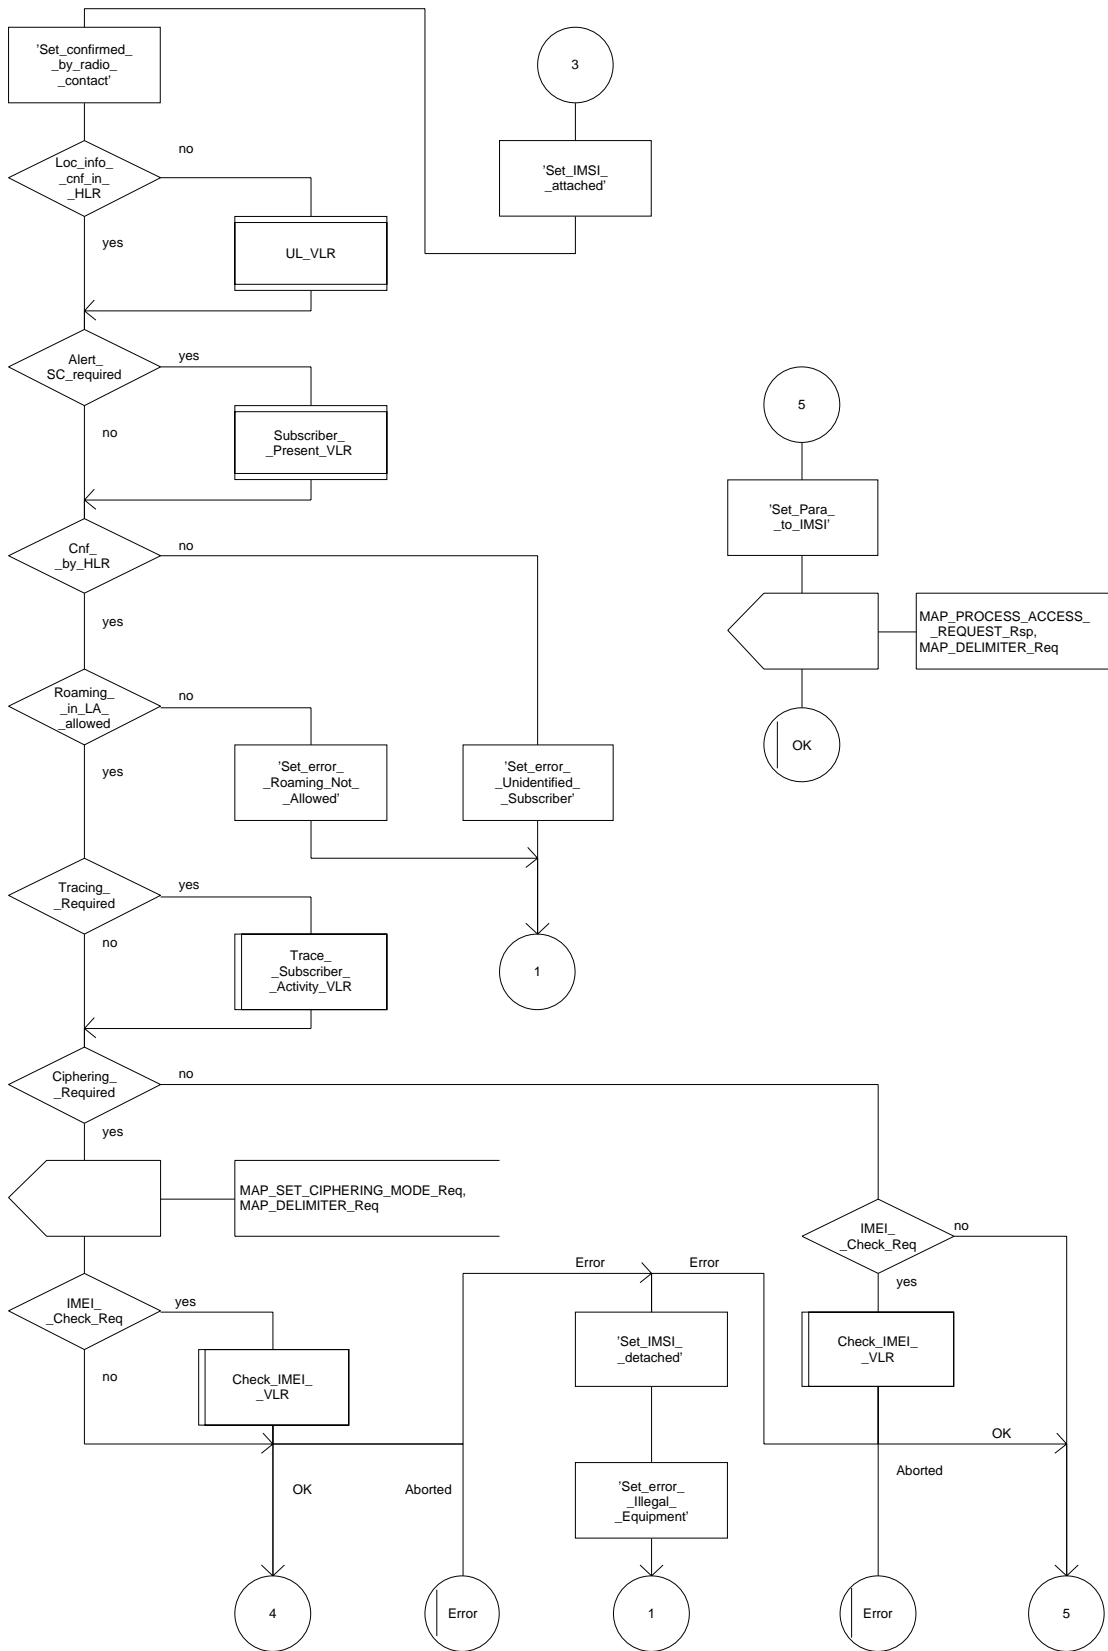 'Set_confirmed_
_by_radio_
_contact'
3
Loc_info_
_cnf_in_
_HLR
no
'Set_IMSI_
_attached'
yes
UL_VLR
Alert_
SC_required
yes
5
no
Subscriber_
_Present_VLR
'Set_Para_
_to_IMSI'
Cnf_
_by_HLR
no
yes
MAP_PROCESS_ACCESS_
_REQUEST_Rsp,
MAP_DELIMITER_Req
Roaming_
_in_LA_
_allowed
no
OK
yes
'Set_error_
_Roaming_Not_
_Allowed'
'Set_error_
_Unidentified_
_Subscriber'
Tracing_
_Required
yes
no
Trace_
_Subscriber_
_Activity_VLR
1
Ciphering_
_Required
no
yes
MAP_SET_CIPHERING_MODE_Req,
MAP_DELIMITER_Req
IMEI_
_Check_Req
no
Error
Error
yes
IMEI_
_Check_Req
yes
'Set_IMSI_
_detached'
Check_IMEI_
_VLR
no
Check_IMEI_
_VLR
OK
Aborted
OK
Aborted
'Set_error_
_Illegal_
_Equipment'
4
Error
1
Error
5